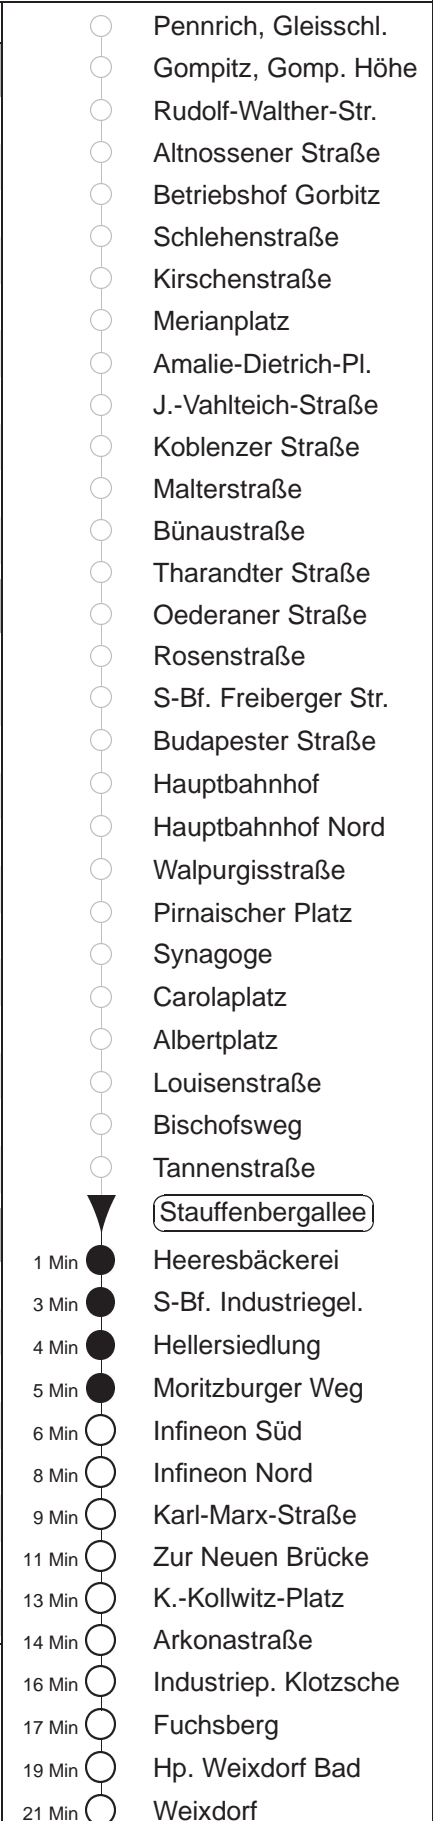 Pennrich, Gleisschl.
Gompitz, Gomp. Höhe
Rudolf-Walther-Str.
Altnossener Straße
Betriebshof Gorbitz
Schlehenstraße
Kirschenstraße
Merianplatz
Amalie-Dietrich-Pl.
J.-Vahlteich-Straße
Koblenzer Straße
Malterstraße
Bünaustraße
Tharandter Straße
Oederaner Straße
Rosenstraße
S-Bf. Freiberger Str.
Budapester Straße
Hauptbahnhof
Hauptbahnhof Nord
Walpurgisstraße
Pirnaischer Platz
Synagoge
Carolaplatz
Albertplatz
Louisenstraße
Bischofsweg
Tannenstraße
Stauffenbergallee
1 Min Heeresbäckerei
3 Min S-Bf. Industriegel.
4 Min Hellersiedlung
5 Min Moritzburger Weg
6 Min Infineon Süd
8 Min Infineon Nord
9 Min Karl-Marx-Straße
11 Min Zur Neuen Brücke
13 Min K.-Kollwitz-Platz
14 Min Arkonastraße
16 Min Industriep. Klotzsche
17 Min Fuchsberg
19 Min Hp. Weixdorf Bad
21 Min Weixdorf